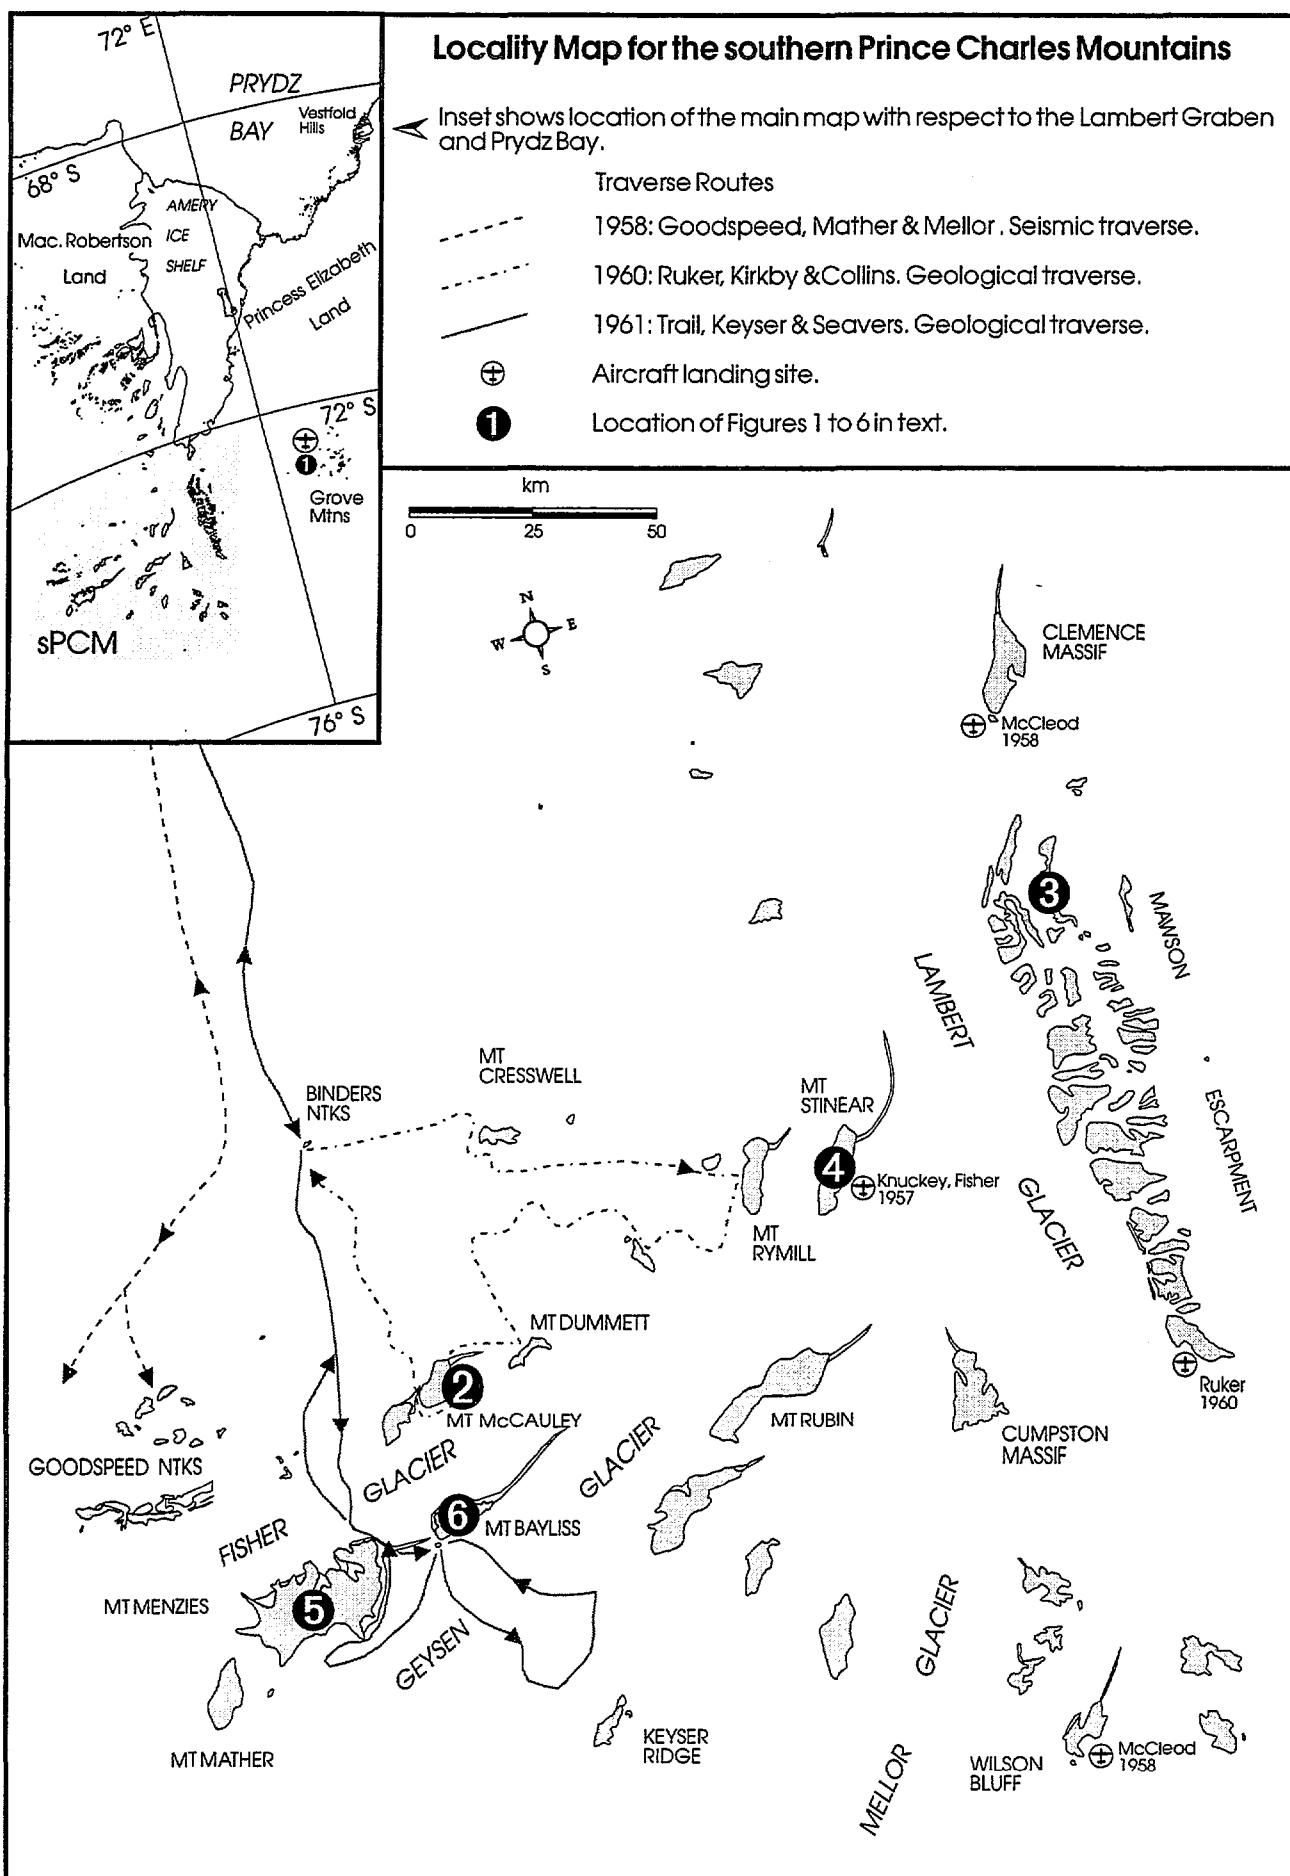 Locality Map for the southern Prince Charles Mountains
Inset shows location of the main map with respect to the Lambert Graben
and Prydz Bay.
Traverse Routes
1958: Goodspeed, Mather & Mellor. Seismic traverse.
1960: Ruker, Kirkby &Collins. Geological traverse.
1961: Trail, Keyser & Seavers. Geological traverse.
Aircraft landing site.
1
Location of Figures 1 to 6 in text.
72° E
PRYDZ
BAY
Vestfold
Hills
68° S
AMERY
ICE
SHELF
Mac. Robertson
Land
Princess Elizabeth
Land
72° S
1
Grove
Mtns
sPCM
76° S
km
0 25 50
N
W E
S
CLEMENCE
MASSIF
McCleod
1958
3
MAWSON
ESCARPMENT
LAMBERT
GLACIER
MT
CRESSWELL
BINDERS
NTKS
MT
STINEAR
4
Knuckey, Fisher
1957
MT
RYMILL
MT DUMMETT
2
MT McCAULEY
MT RUBIN
CUMPSTON
MASSIF
Ruker
1960
GOODSPEED NTKS
FISHER
GLACIER
6
MT BAYLISS
GEYSEN
GLACIER
MT MENZIES
5
MT MATHER
KEYSER
RIDGE
MELLOR
GLACIER
WILSON
BLUFF
McCleod
1958